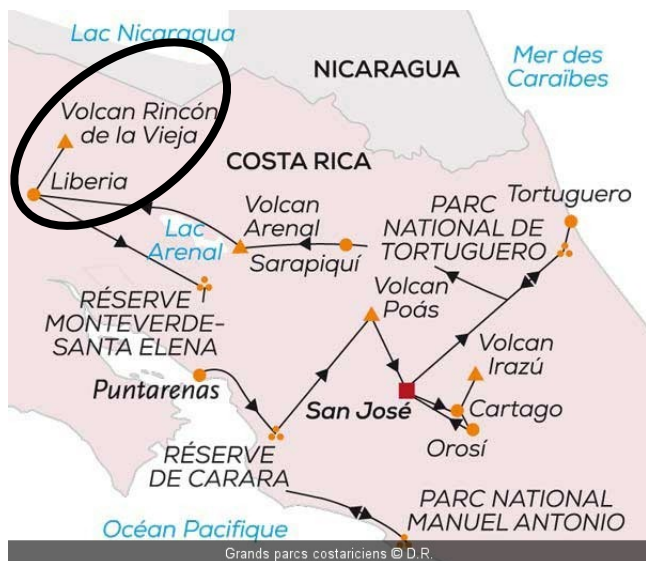 Lac Nicaragua
NICARAGUA
Mer des
Caraïbes
Volcan Rincón
de la Vieja
Liberia
COSTA RICA
Volcan
Arenal
Lac
Arenal
Sarapiquí
PARC
NATIONAL DE
TORTUGUERO
Tortuguero
RÉSERVE
MONTEVERDE-
SANTA ELENA
Volcan
Poás
Volcan
Irazú
Puntarenas
San José
Cartago
Orosí
RÉSERVE
DE CARARA
PARC NATIONAL
MANUEL ANTONIO
Océan Pacifique
Grands parcs costariciens © D.R.